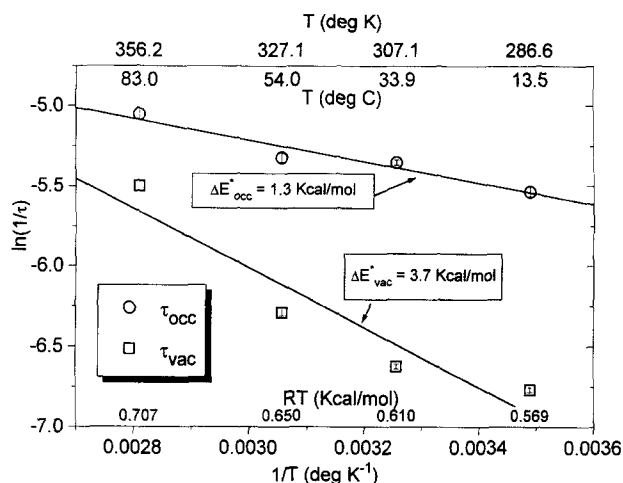 T (deg K)
356.2 327.1 307.1 286.6
83.0 54.0 33.9 13.5
T (deg C)
-5.0
-5.5
-6.0
-6.5
-7.0
ln(1/τ)
ΔE*occ = 1.3 Kcal/mol
ΔE*vac = 3.7 Kcal/mol
τocc
τvac
RT (Kcal/mol)
0.707 0.650 0.610 0.569
0.0028 0.0030 0.0032 0.0034 0.0036
1/T (deg K-1)